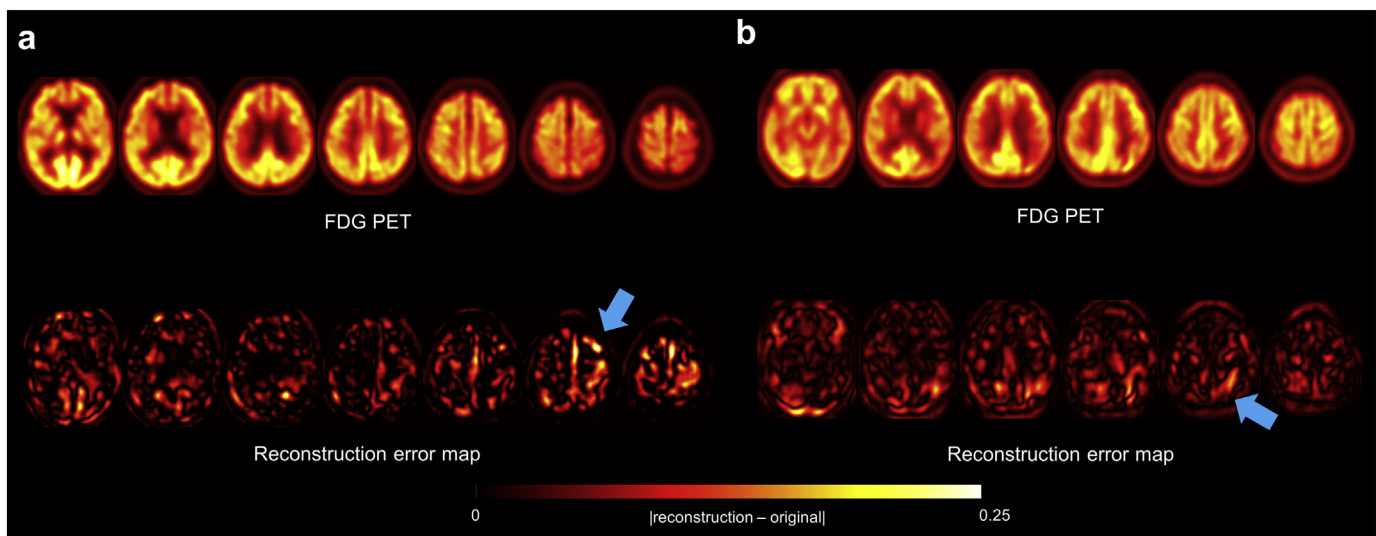 a
b
FDG PET
FDG PET
Reconstruction error map
Reconstruction error map
0
|reconstruction – original|
0.25